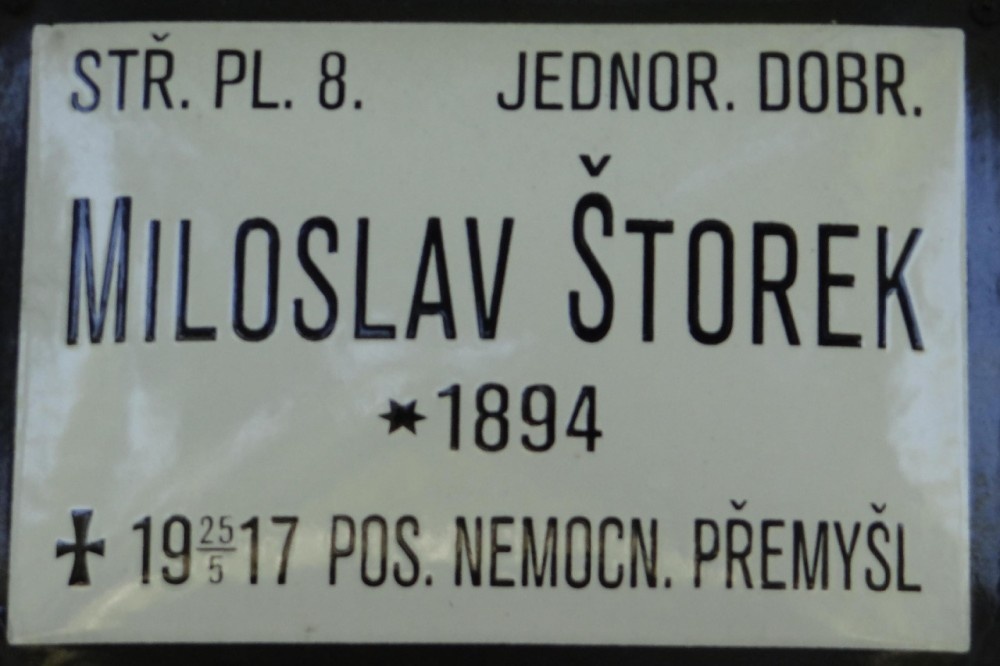 STŘ. PL. 8. JEDNOR. DOBR.
MILOSLAV ŠTOREK
✶1894
✠ 19 25/5 17 POS. NEMOCN. PŘEMYŠL